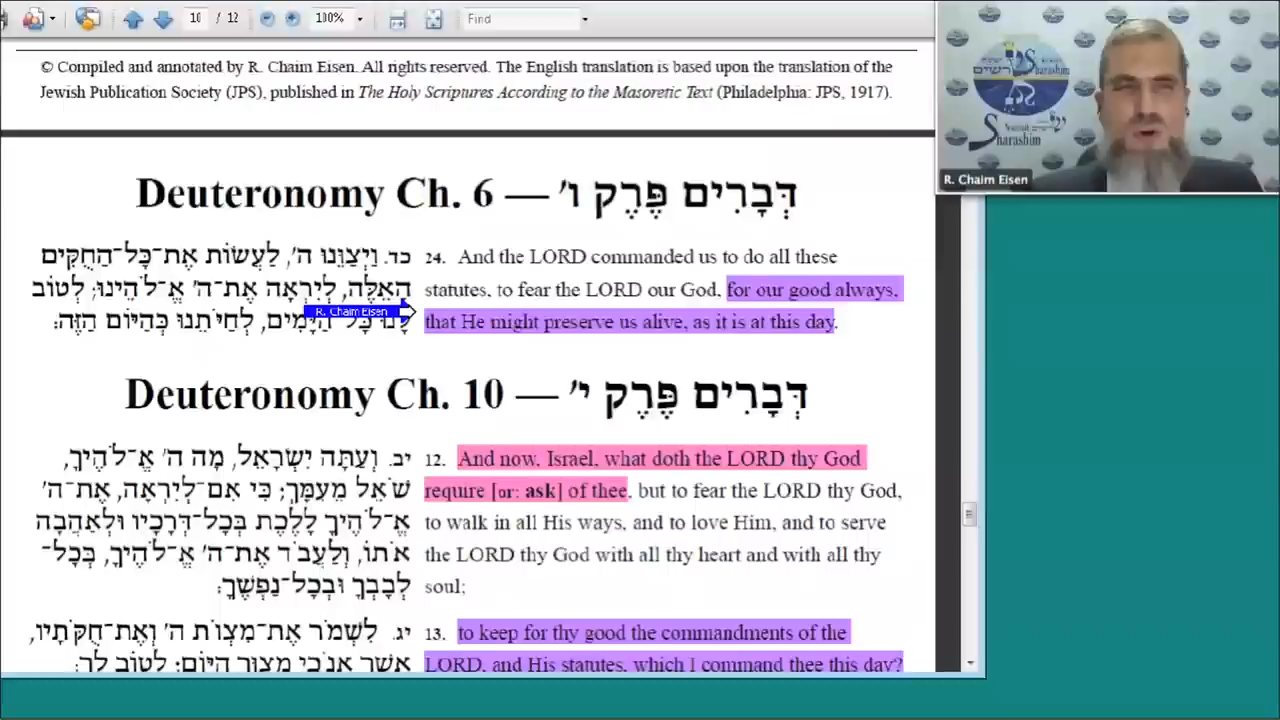 10 / 12
100%
Find
© Compiled and annotated by R. Chaim Eisen. All rights reserved. The English translation is based upon the translation of the
Jewish Publication Society (JPS), published in The Holy Scriptures According to the Masoretic Text (Philadelphia: JPS, 1917).
R. Chaim Eisen
Deuteronomy Ch. 6 — דְּבָרִים פֶּרֶק ו׳
כד. וַיְצַוֵּנוּ ה׳, לַעֲשׂוֹת אֶת־כָּל־הַחֻקִּים
הָאֵלֶּה, לְיִרְאָה אֶת־ה׳ אֱ־לֹהֵינוּ; לְטוֹב
לָנוּ כָּל־הַיָּמִים, לְחַיֹּתֵנוּ כְּהַיּוֹם הַזֶּה׃
R. Chaim Eisen
24. And the LORD commanded us to do all these
statutes, to fear the LORD our God, for our good always,
that He might preserve us alive, as it is at this day.
Deuteronomy Ch. 10 — דְּבָרִים פֶּרֶק י׳
יב. וְעַתָּה יִשְׂרָאֵל, מָה ה׳ אֱ־לֹהֶיךָ,
שֹׁאֵל מֵעִמָּךְ; כִּי אִם־לְיִרְאָה, אֶת־ה׳
אֱ־לֹהֶיךָ לָלֶכֶת בְּכָל־דְּרָכָיו וּלְאַהֲבָה
אֹתוֹ, וְלַעֲבֹד אֶת־ה׳ אֱ־לֹהֶיךָ, בְּכָל־
לְבָבְךָ וּבְכָל־נַפְשֶׁךָ׃
12. And now, Israel, what doth the LORD thy God
require [or: ask] of thee, but to fear the LORD thy God,
to walk in all His ways, and to love Him, and to serve
the LORD thy God with all thy heart and with all thy
soul;
יג. לִשְׁמֹר אֶת־מִצְוֺת ה׳ וְאֶת־חֻקֹּתָיו,
אֲשֶׁר אָנֹכִי מְצַוְּךָ הַיּוֹם; לְטוֹב לָךְ׃
13. to keep for thy good the commandments of the
LORD, and His statutes, which I command thee this day?